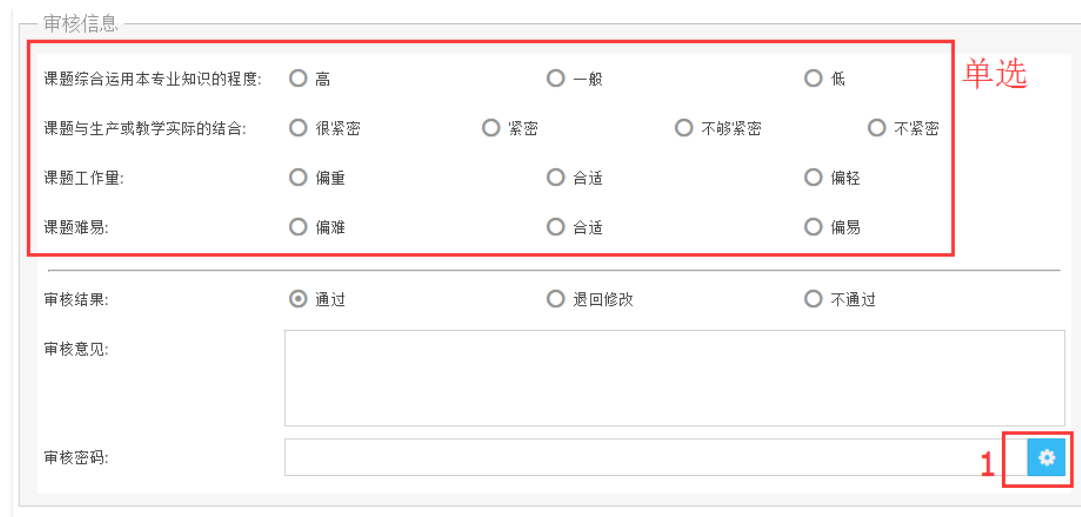 审核信息
课题综合运用本专业知识的程度: 高 一般 低 单选
课题与生产或教学实际的结合: 很紧密 紧密 不够紧密 不紧密
课题工作量: 偏重 合适 偏轻
课题难易: 偏难 合适 偏易
审核结果: 通过 退回修改 不通过
审核意见:
审核密码: 1